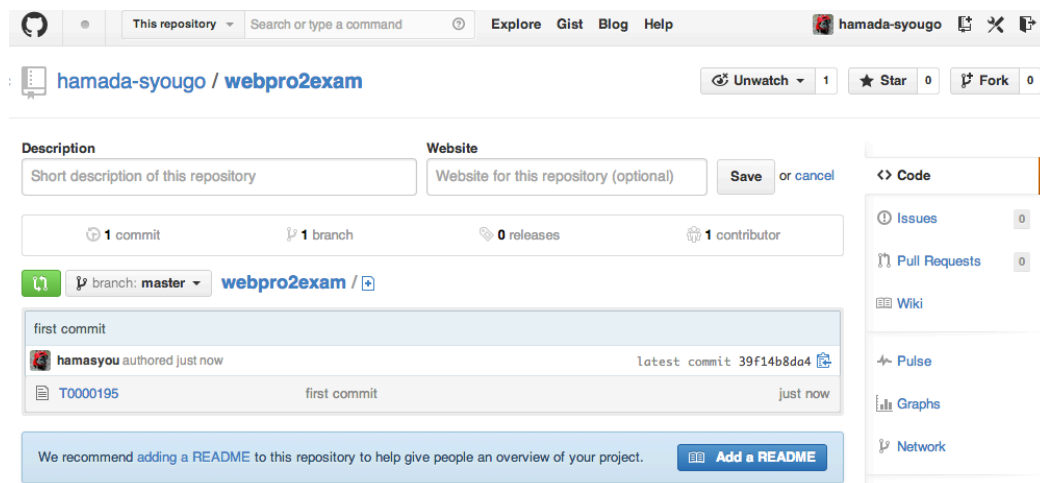 This repository Search or type a command Explore Gist Blog Help hamada-syougo
hamada-syougo / webpro2exam Unwatch 1 Star 0 Fork 0
Description Website
Short description of this repository Website for this repository (optional) Save or cancel
<> Code
1 commit 1 branch 0 releases 1 contributor
Issues 0
Pull Requests 0
branch: master webpro2exam /
Wiki
first commit
hamasyou authored just now latest commit 39f14b8da4
Pulse
T0000195 first commit just now
Graphs
Network
We recommend adding a README to this repository to help give people an overview of your project. Add a README